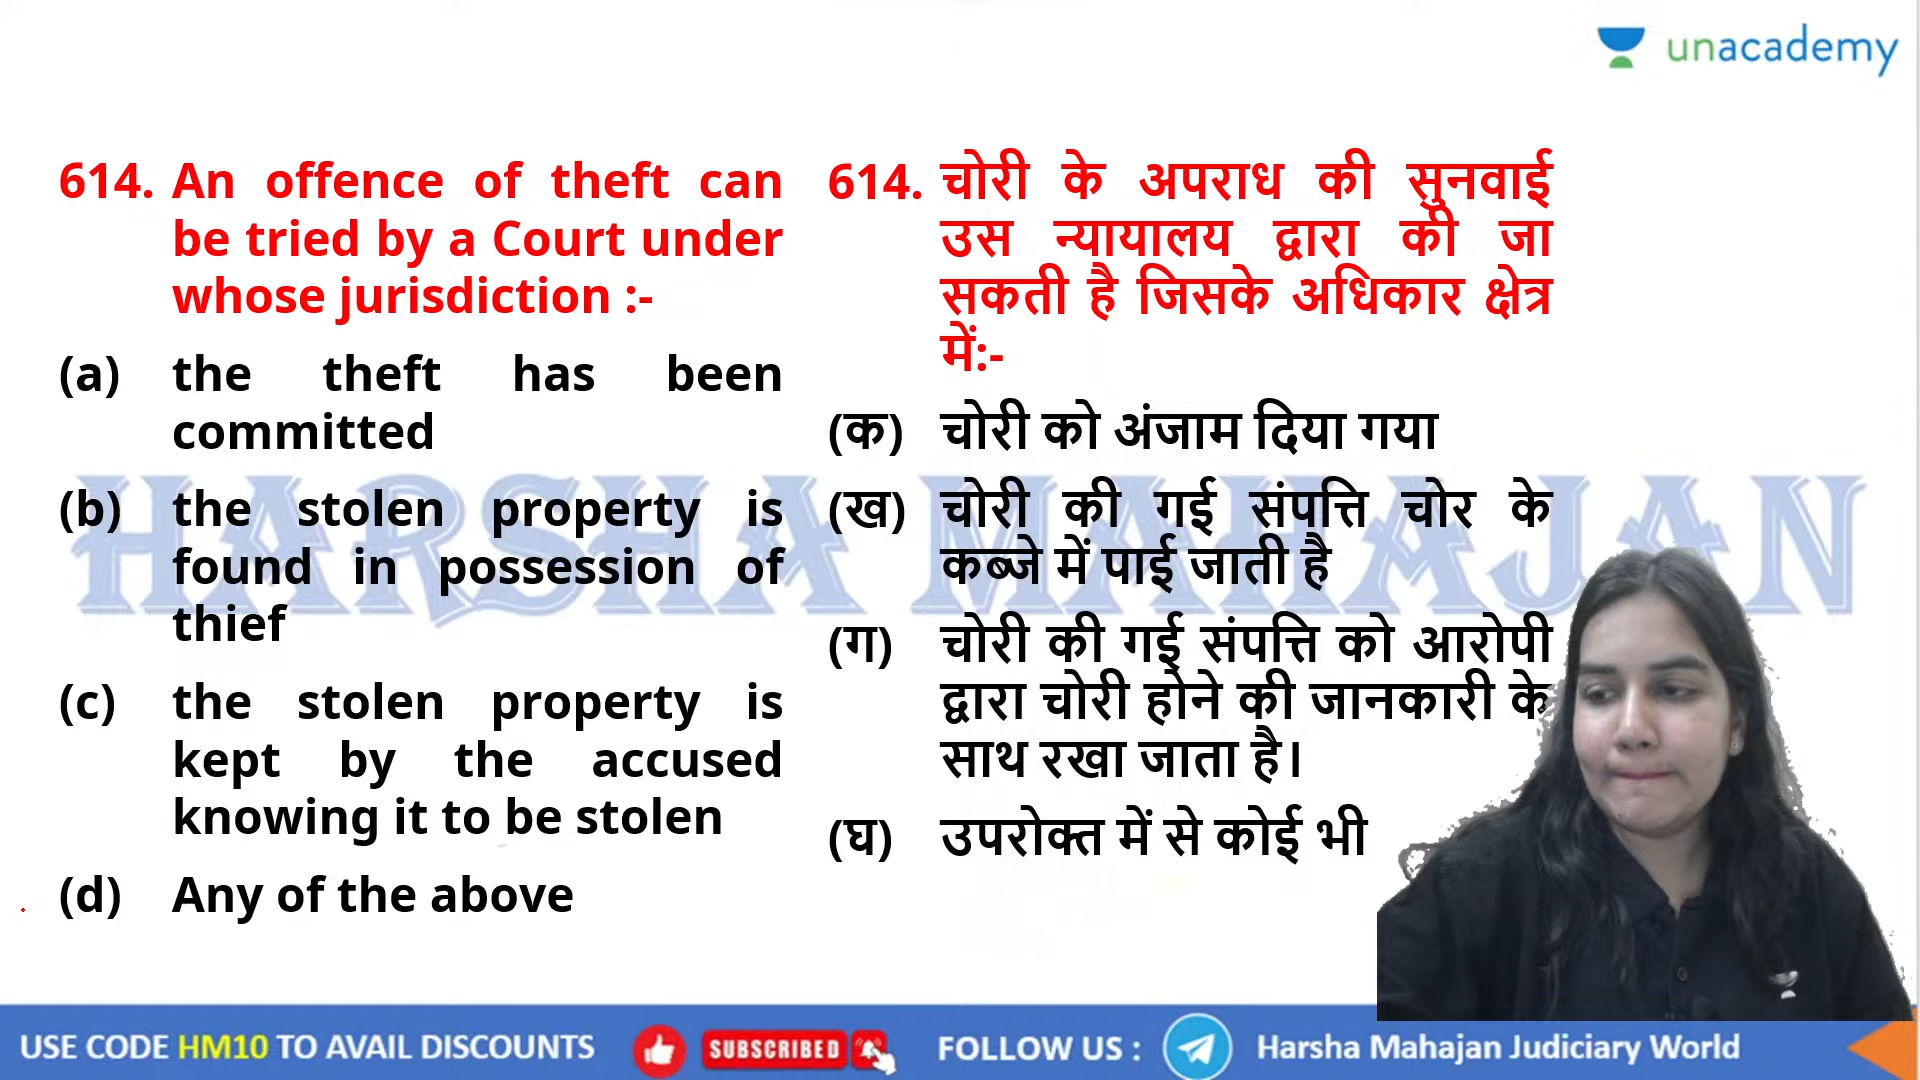 unacademy
614. An offence of theft can
be tried by a Court under
whose jurisdiction :-
(a) the theft has been
committed
(b) the stolen property is
found in possession of
thief
(c) the stolen property is
kept by the accused
knowing it to be stolen
(d) Any of the above
614. चोरी के अपराध की सुनवाई
उस न्यायालय द्वारा की जा
सकती है जिसके अधिकार क्षेत्र
में:-
(क) चोरी को अंजाम दिया गया
(ख) चोरी की गई संपत्ति चोर के
कब्जे में पाई जाती है
(ग) चोरी की गई संपत्ति को आरोपी
द्वारा चोरी होने की जानकारी के
साथ रखा जाता है।
(घ) उपरोक्त में से कोई भी
HARSHA MAHAJAN
USE CODE HM10 TO AVAIL DISCOUNTS SUBSCRIBED FOLLOW US : Harsha Mahajan Judiciary World